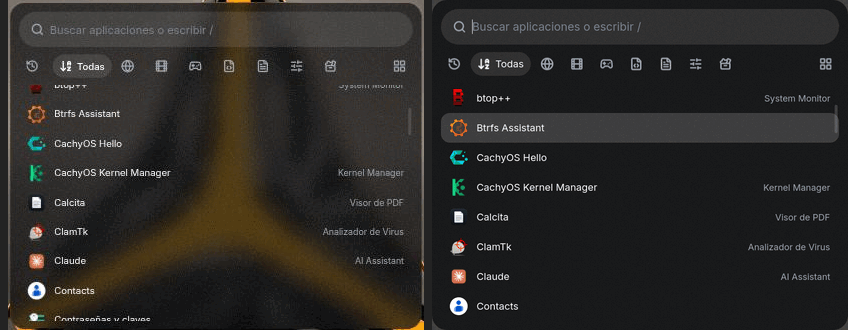 Buscar aplicaciones o escribir /
Todas
btop++ System Monitor
Btrfs Assistant
CachyOS Hello
CachyOS Kernel Manager Kernel Manager
Calcita Visor de PDF
ClamTk Analizador de Virus
Claude AI Assistant
Contacts
Contraseñas y claves
Buscar aplicaciones o escribir /
Todas
btop++ System Monitor
Btrfs Assistant
CachyOS Hello
CachyOS Kernel Manager Kernel Manager
Calcita Visor de PDF
ClamTk Analizador de Virus
Claude AI Assistant
Contacts